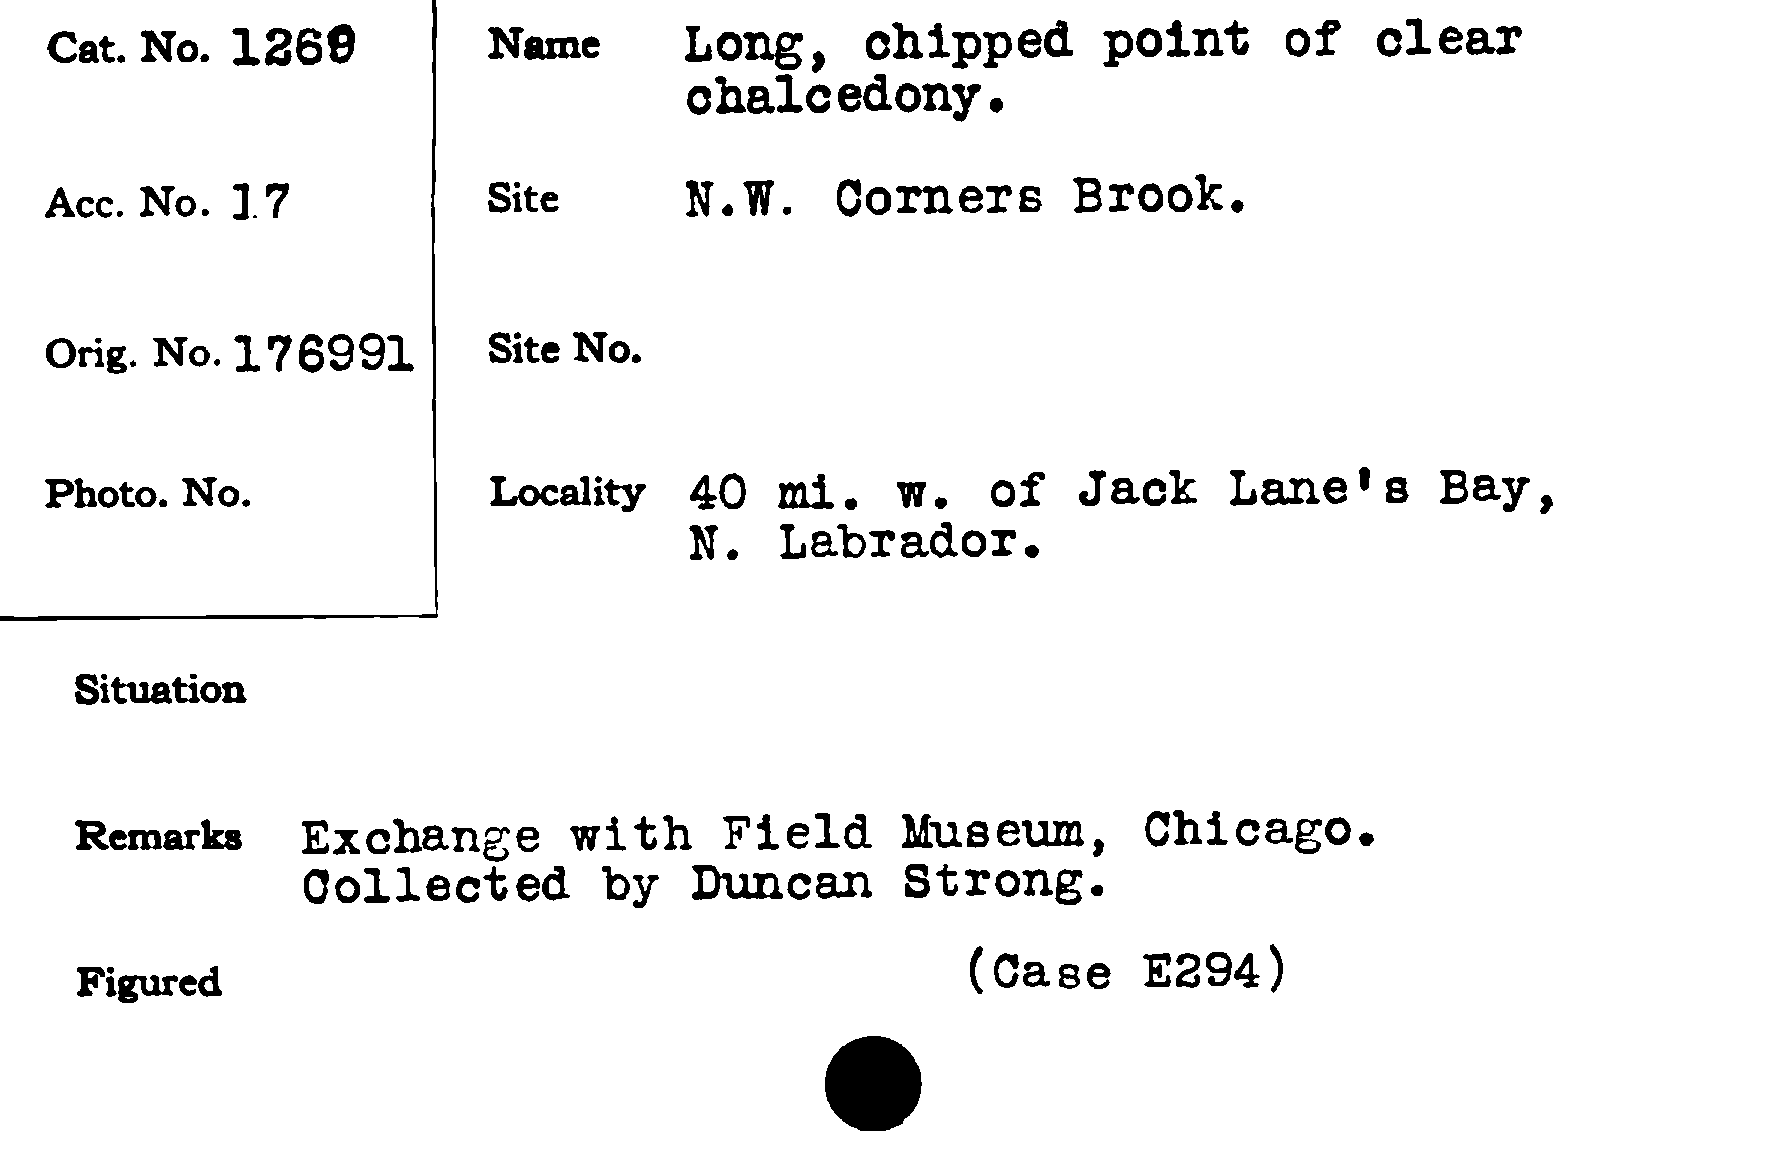 Cat. No. 1269
Name Long, chipped point of clear
chalcedony.
Acc. No. 17
Site N.W. Corners Brook.
Orig. No. 176991
Site No.
Photo. No.
Locality 40 mi. w. of Jack Lane's Bay,
N. Labrador.
Situation
Remarks Exchange with Field Museum, Chicago.
Collected by Duncan Strong.
Figured
(Case E294)